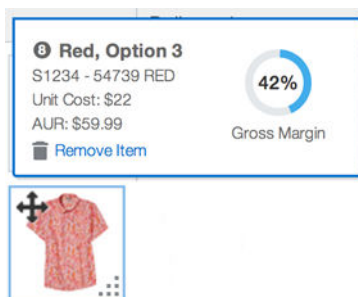 8 Red, Option 3
S1234 - 54739 RED
Unit Cost: $22
AUR: $59.99
Remove Item
42%
Gross Margin